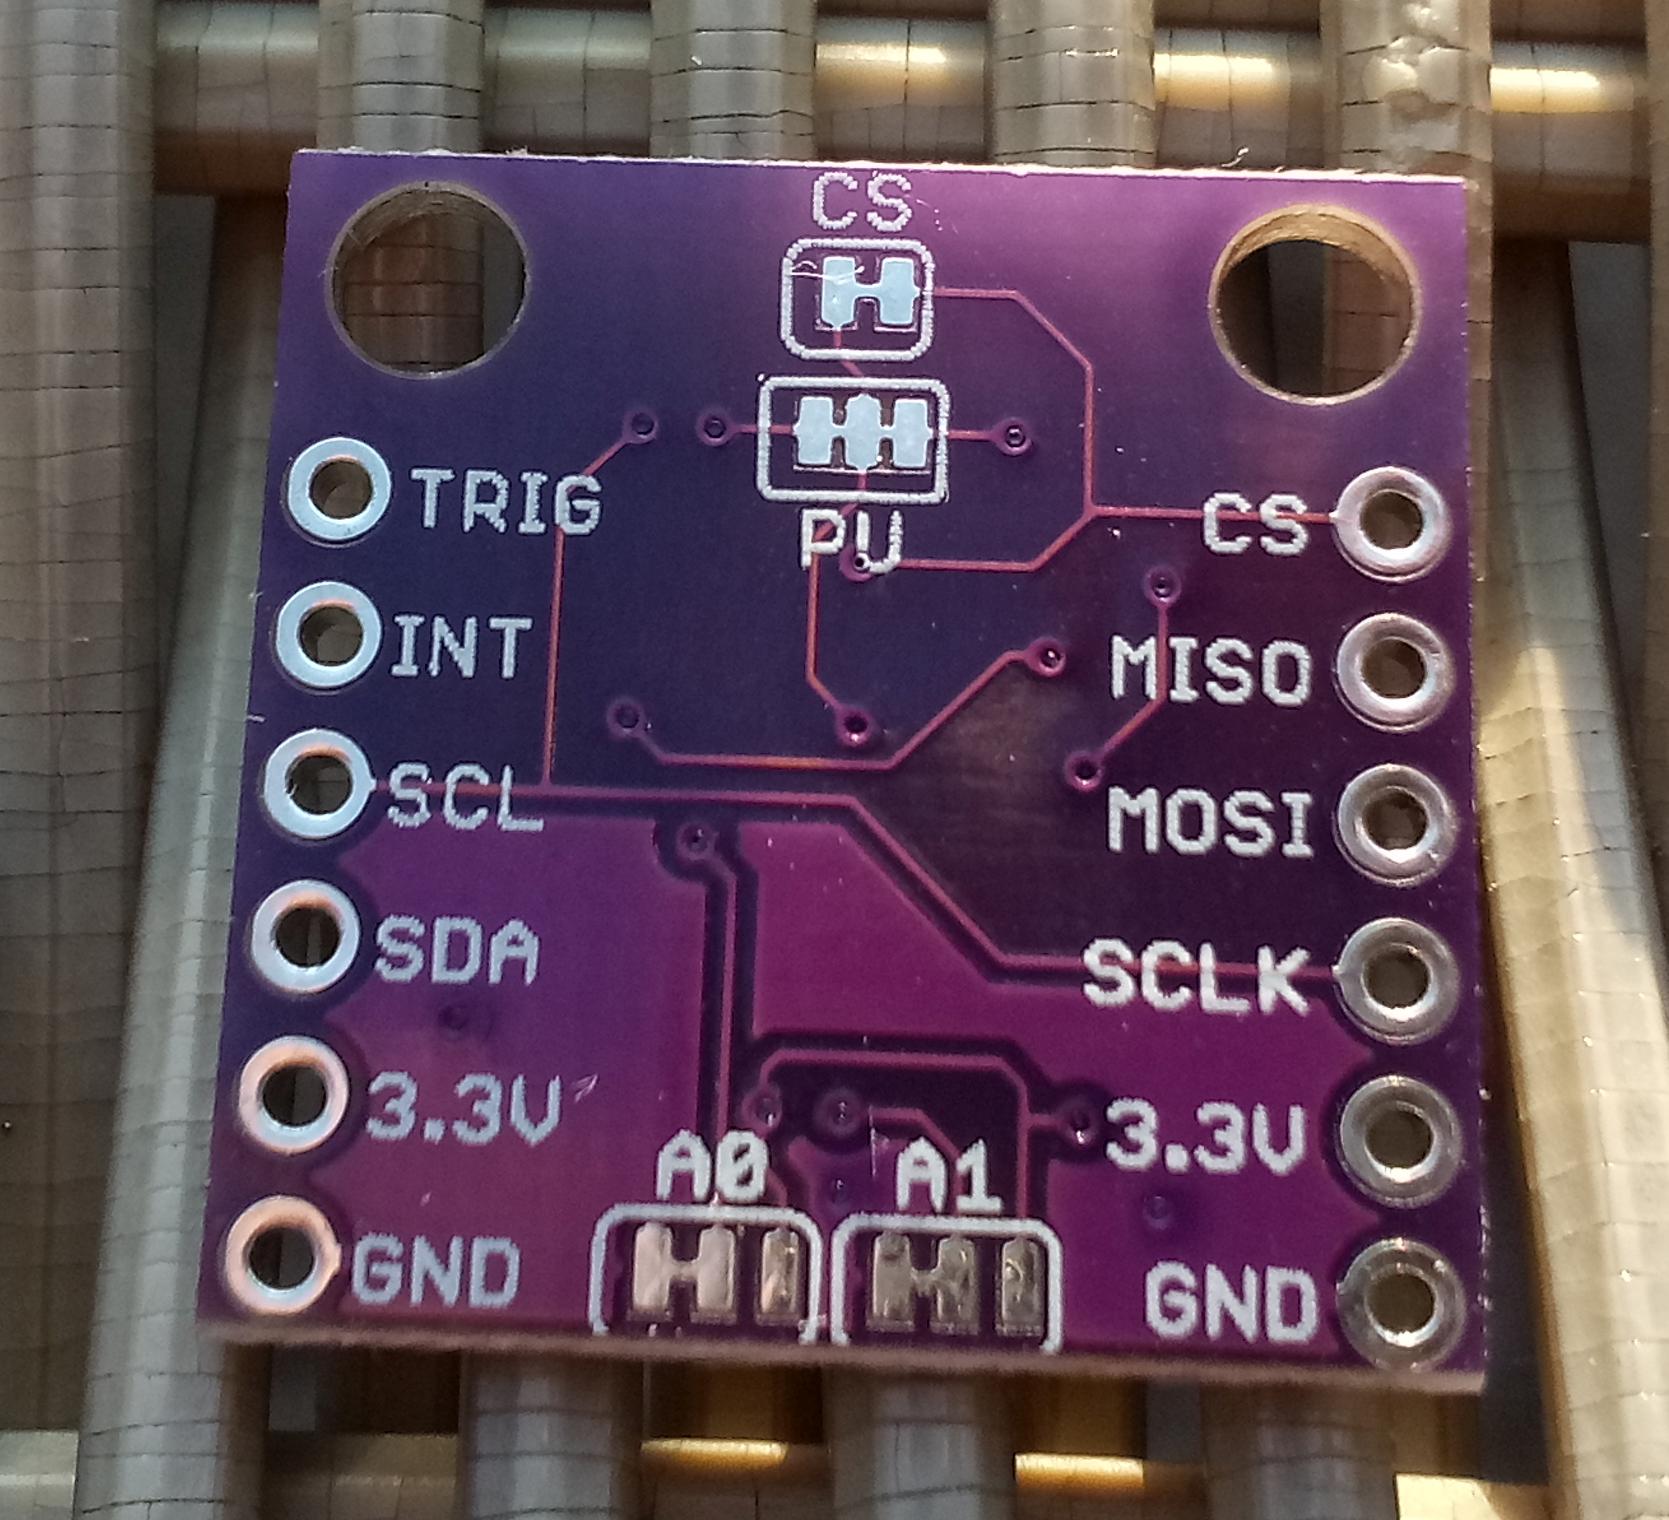 CS
PU
TRIG
INT
SCL
SDA
3.3V
GND
CS
MISO
MOSI
SCLK
3.3V
GND
A0
A1